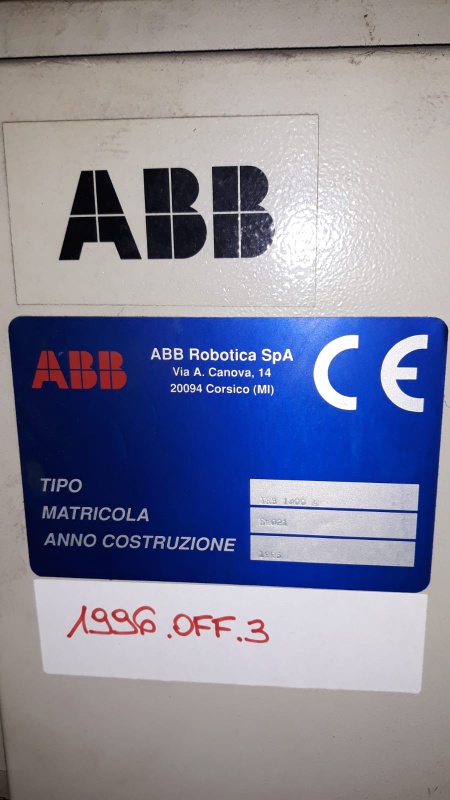 ABB
ABB
ABB Robotica SpA
Via A. Canova, 14
20094 Corsico (MI)
CE
TIPO
MATRICOLA
ANNO COSTRUZIONE
1996.OFF.3